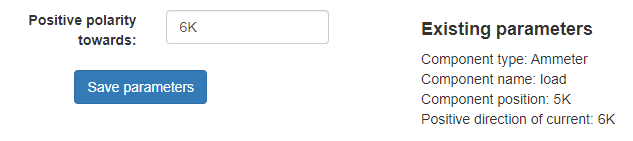 Positive polarity
towards:
6K
Save parameters
Existing parameters
Component type: Ammeter
Component name: load
Component position: 5K
Positive direction of current: 6K